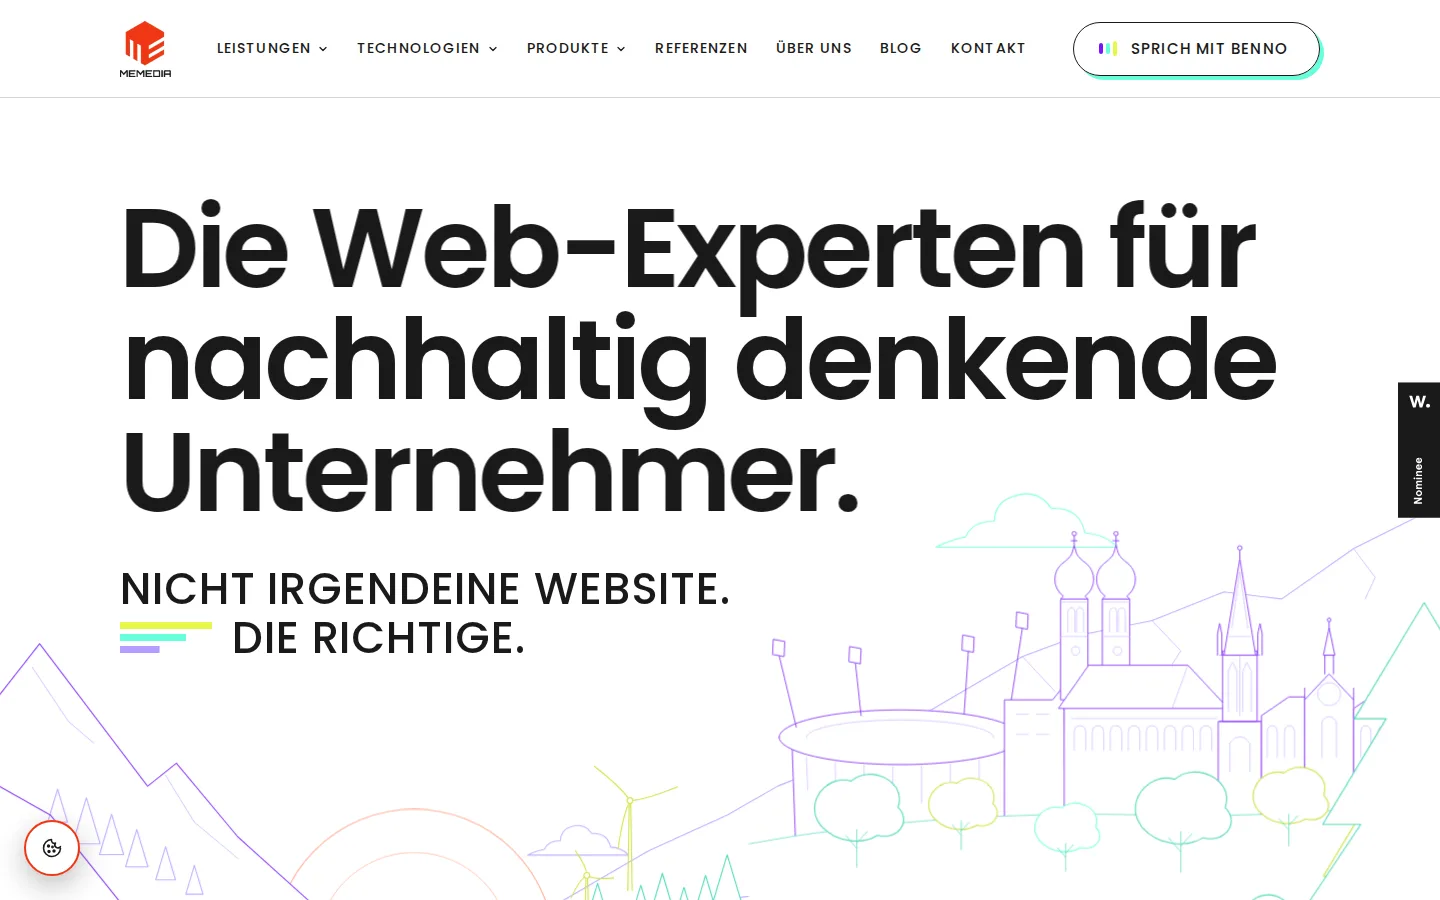 MEMEDIA
LEISTUNGEN
TECHNOLOGIEN
PRODUKTE
REFERENZEN
ÜBER UNS
BLOG
KONTAKT
SPRICH MIT BENNO
Die Web-Experten für
nachhaltig denkende
Unternehmer.
NICHT IRGENDEINE WEBSITE.
DIE RICHTIGE.
W.
Nominee